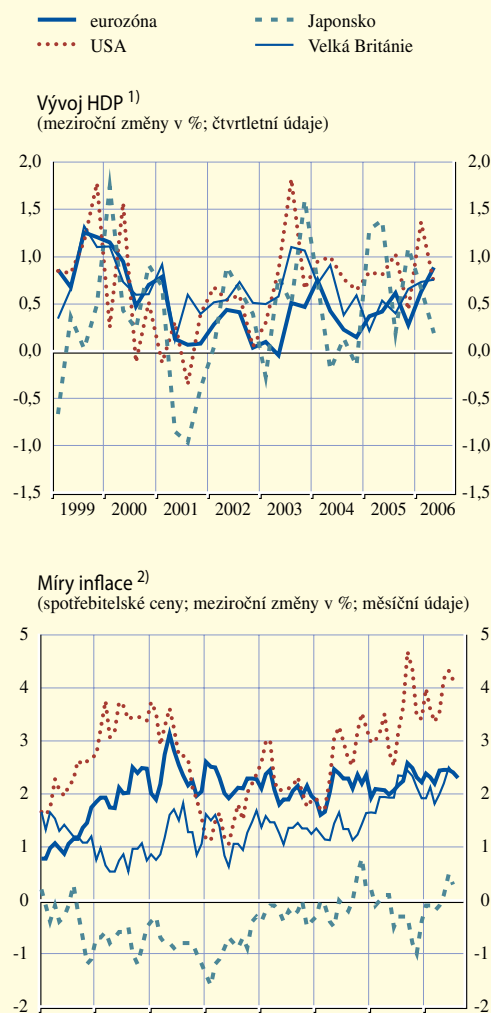 eurozóna Japonsko
USA Velká Británie
Vývoj HDP 1)
(meziroční změny v %; čtvrtletní údaje)
2,0 2,0
1,5 1,5
1,0 1,0
0,5 0,5
0,0 0,0
-0,5 -0,5
-1,0 -1,0
-1,5 -1,5
1999 2000 2001 2002 2003 2004 2005 2006
Míry inflace 2)
(spotřebitelské ceny; meziroční změny v %; měsíční údaje)
5 5
4 4
3 3
2 2
1 1
0 0
-1 -1
-2 -2